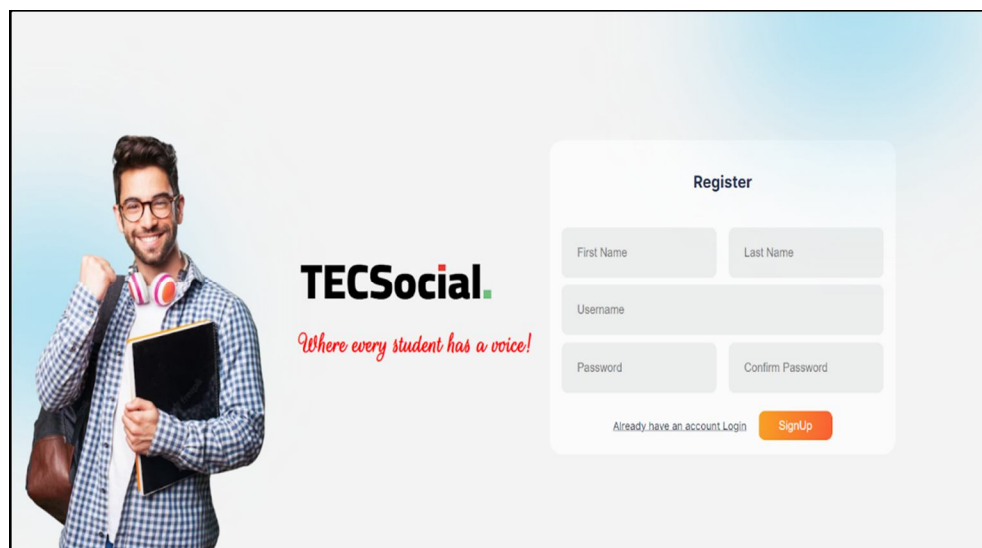 TECSocial.
Where every student has a voice!
Register
First Name
Last Name
Username
Password
Confirm Password
Already have an account Login
SignUp